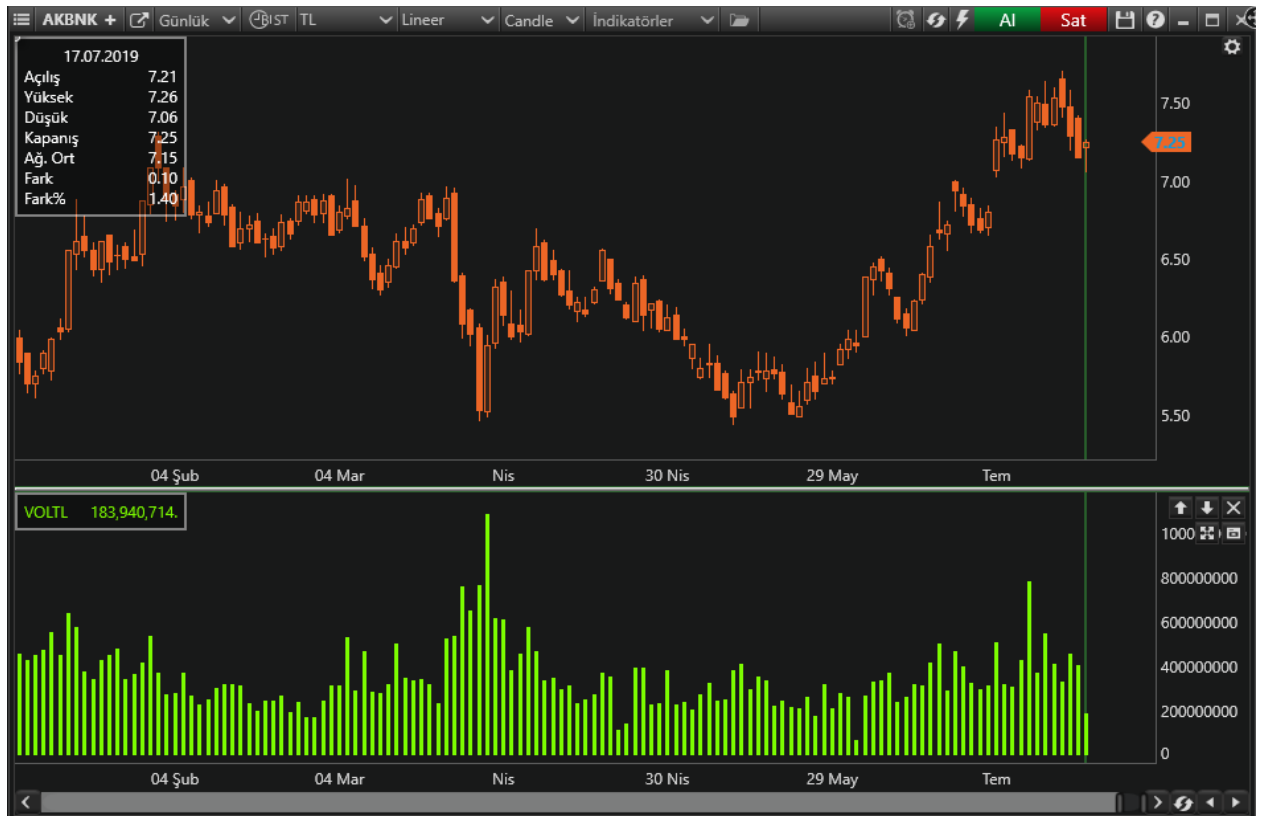 AKBNK + Günlük BIST TL Lineer Candle İndikatörler Al Sat
17.07.2019
Açılış 7.21
Yüksek 7.26
Düşük 7.06
Kapanış 7.25
Ağ. Ort 7.15
Fark 0.10
Fark% 1.40
7.50
7.25
7.00
6.50
6.00
5.50
04 Şub 04 Mar Nis 30 Nis 29 May Tem
VOLTL 183,940,714.
1000
800000000
600000000
400000000
200000000
0
04 Şub 04 Mar Nis 30 Nis 29 May Tem